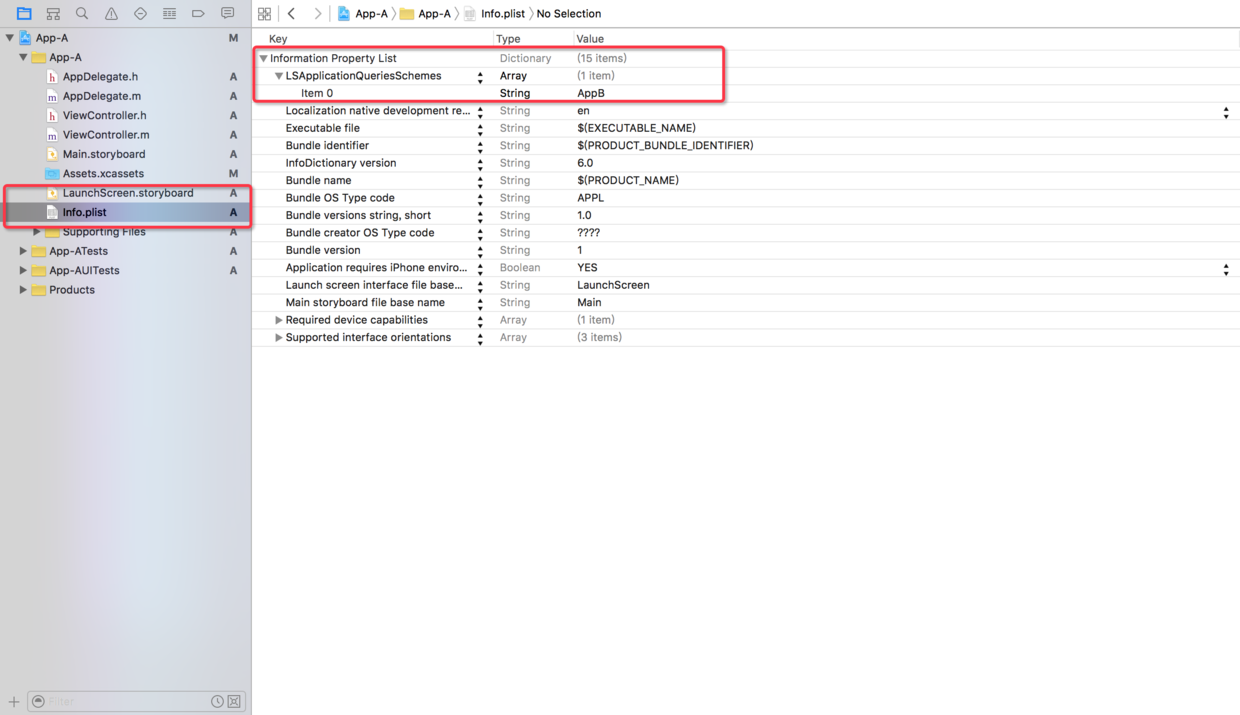 App-A App-A Info.plist No Selection
App-A M
App-A
AppDelegate.h A
AppDelegate.m A
ViewController.h A
ViewController.m A
Main.storyboard A
Assets.xcassets M
LaunchScreen.storyboard A
Info.plist A
Supporting Files A
App-ATests A
App-AUITests A
Products
Filter
Key Type Value
Information Property List Dictionary (15 items)
LSApplicationQueriesSchemes Array (1 item)
Item 0 String AppB
Localization native development re... String en
Executable file String $(EXECUTABLE_NAME)
Bundle identifier String $(PRODUCT_BUNDLE_IDENTIFIER)
InfoDictionary version String 6.0
Bundle name String $(PRODUCT_NAME)
Bundle OS Type code String APPL
Bundle versions string, short String 1.0
Bundle creator OS Type code String ????
Bundle version String 1
Application requires iPhone enviro... Boolean YES
Launch screen interface file base... String LaunchScreen
Main storyboard file base name String Main
Required device capabilities Array (1 item)
Supported interface orientations Array (3 items)